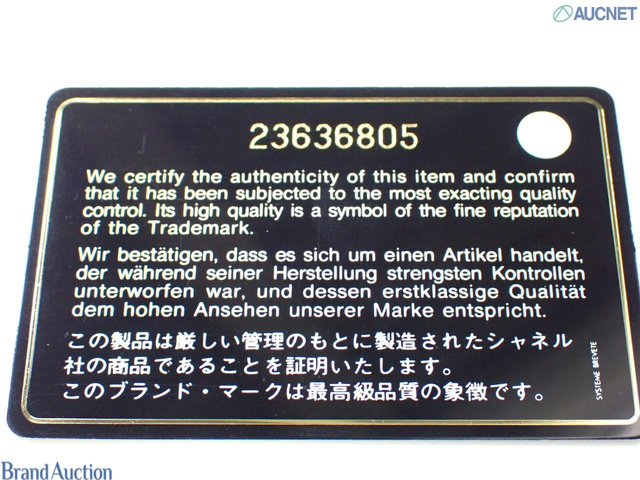 AUCNET
23636805
We certify the authenticity of this item and confirm
that it has been subjected to the most exacting quality
control. Its high quality is a symbol of the fine reputation
of the Trademark.
Wir bestätigen, dass es sich um einen Artikel handelt,
der während seiner Herstellung strengsten Kontrollen
unterworfen war, und dessen erstklassige Qualität
dem hohen Ansehen unserer Marke entspricht.
この製品は厳しい管理のもとに製造されたシャネル
社の商品であることを証明いたします。
このブランド・マークは最高級品質の象徴です。
SYSTEME BREVETE
Brand Auction